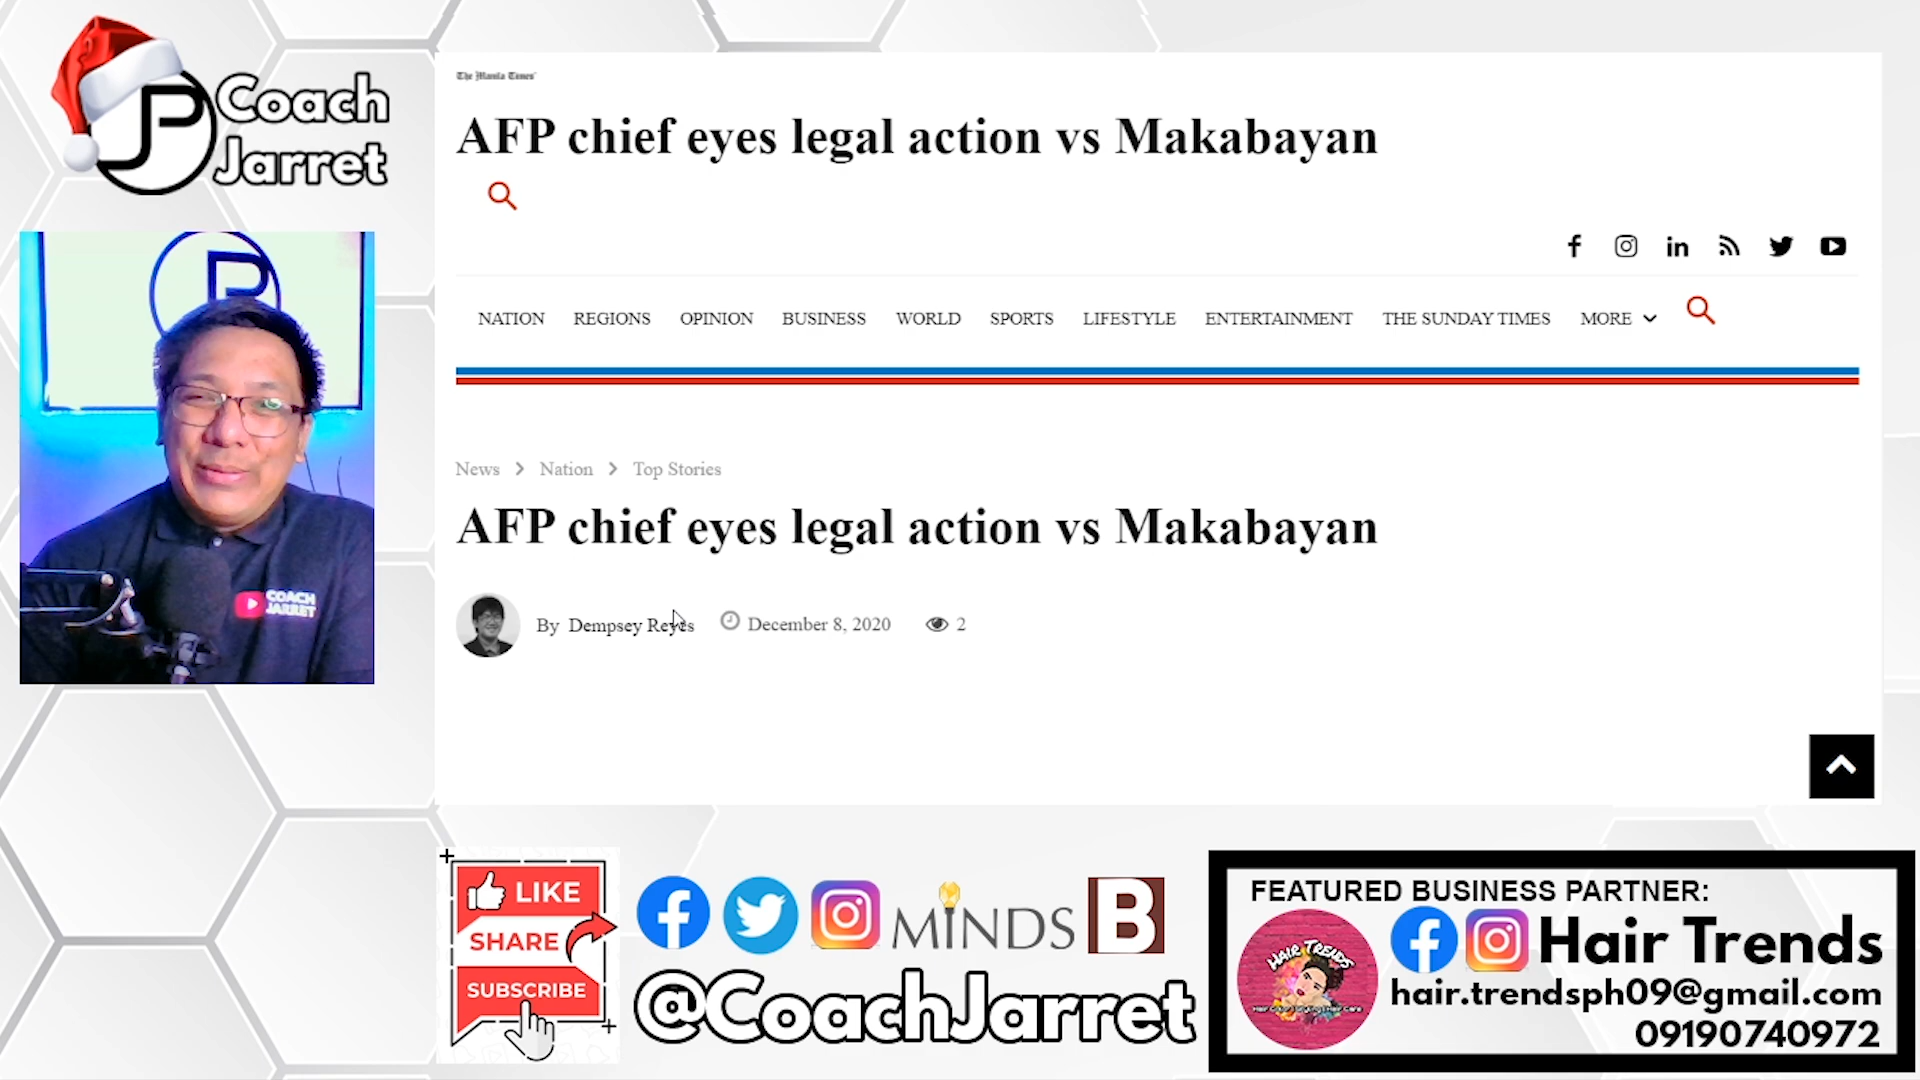 Coach
Jarret
The Manila Times
AFP chief eyes legal action vs Makabayan
NATION REGIONS OPINION BUSINESS WORLD SPORTS LIFESTYLE ENTERTAINMENT THE SUNDAY TIMES MORE
News > Nation > Top Stories
AFP chief eyes legal action vs Makabayan
By Dempsey Reyes December 8, 2020 2
COACH
JARRET
LIKE
SHARE
SUBSCRIBE
MINDS B
@CoachJarret
FEATURED BUSINESS PARTNER:
HAIR TRENDS
Hair Trends
hair.trendsph09@gmail.com
09190740972